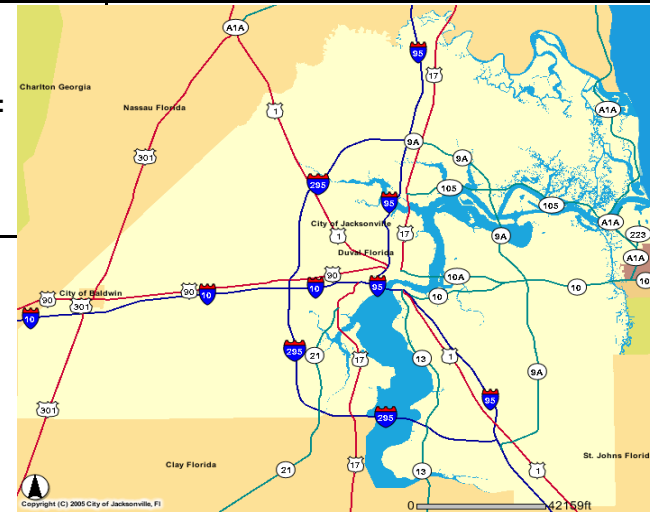 A1A
95
17
Charlton Georgia
A1A
Nassau Florida
1
9A
301
9A
295
105
95
105
City of Jacksonville
A1A
1
17
9A
223
Duval Florida
A1A
90
10A
10
90
10
95
10
10
City of Baldwin
90
10
301
10
295
21
17
13
1
9A
95
301
295
Clay Florida
St. Johns Florid
21
17
13
1
Copyright (C) 2005 City of Jacksonville, Fl
0
42159ft